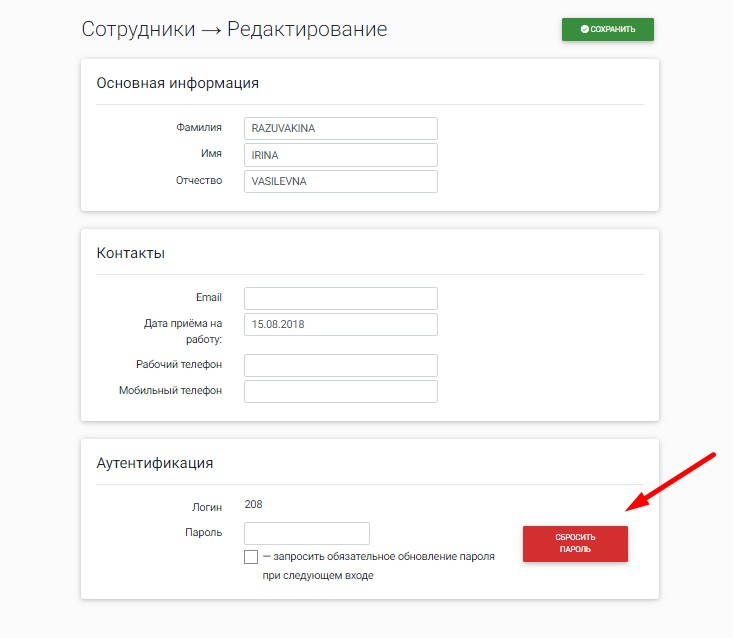 Сотрудники → Редактирование
СОХРАНИТЬ
Основная информация
Фамилия RAZUVAKINA
Имя IRINA
Отчество VASILEVNA
Контакты
Email
Дата приёма на 15.08.2018
работу:
Рабочий телефон
Мобильный телефон
Аутентификация
Логин 208
Пароль
— запросить обязательное обновление пароля
при следующем входе
СБРОСИТЬ
ПАРОЛЬ